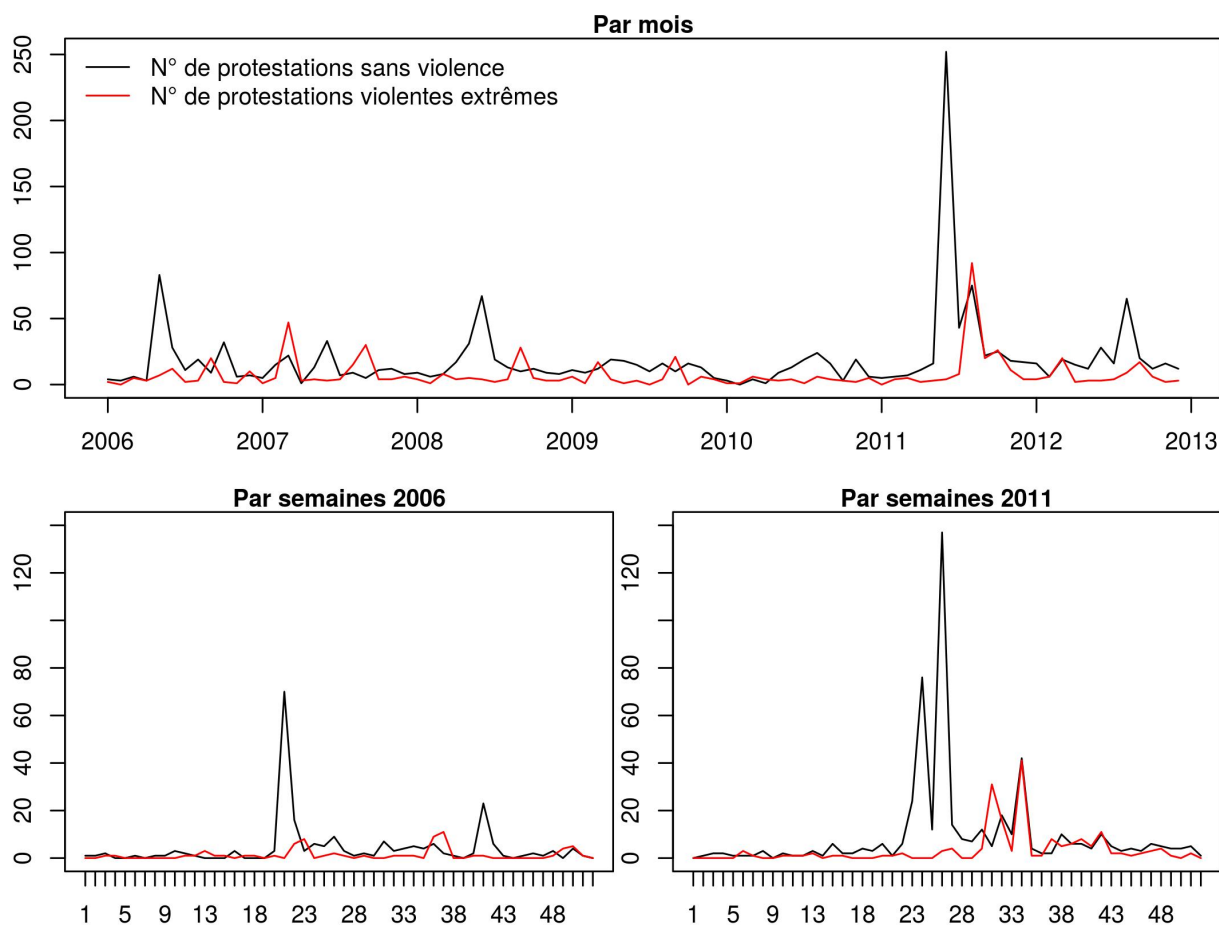 Par mois
250
200
150
100
50
0
N° de protestations sans violence
N° de protestations violentes extrêmes
2006 2007 2008 2009 2010 2011 2012 2013
Par semaines 2006
120
80
60
40
20
0
1 5 9 13 18 23 28 33 38 43 48
Par semaines 2011
120
80
60
40
20
0
1 5 9 13 18 23 28 33 38 43 48